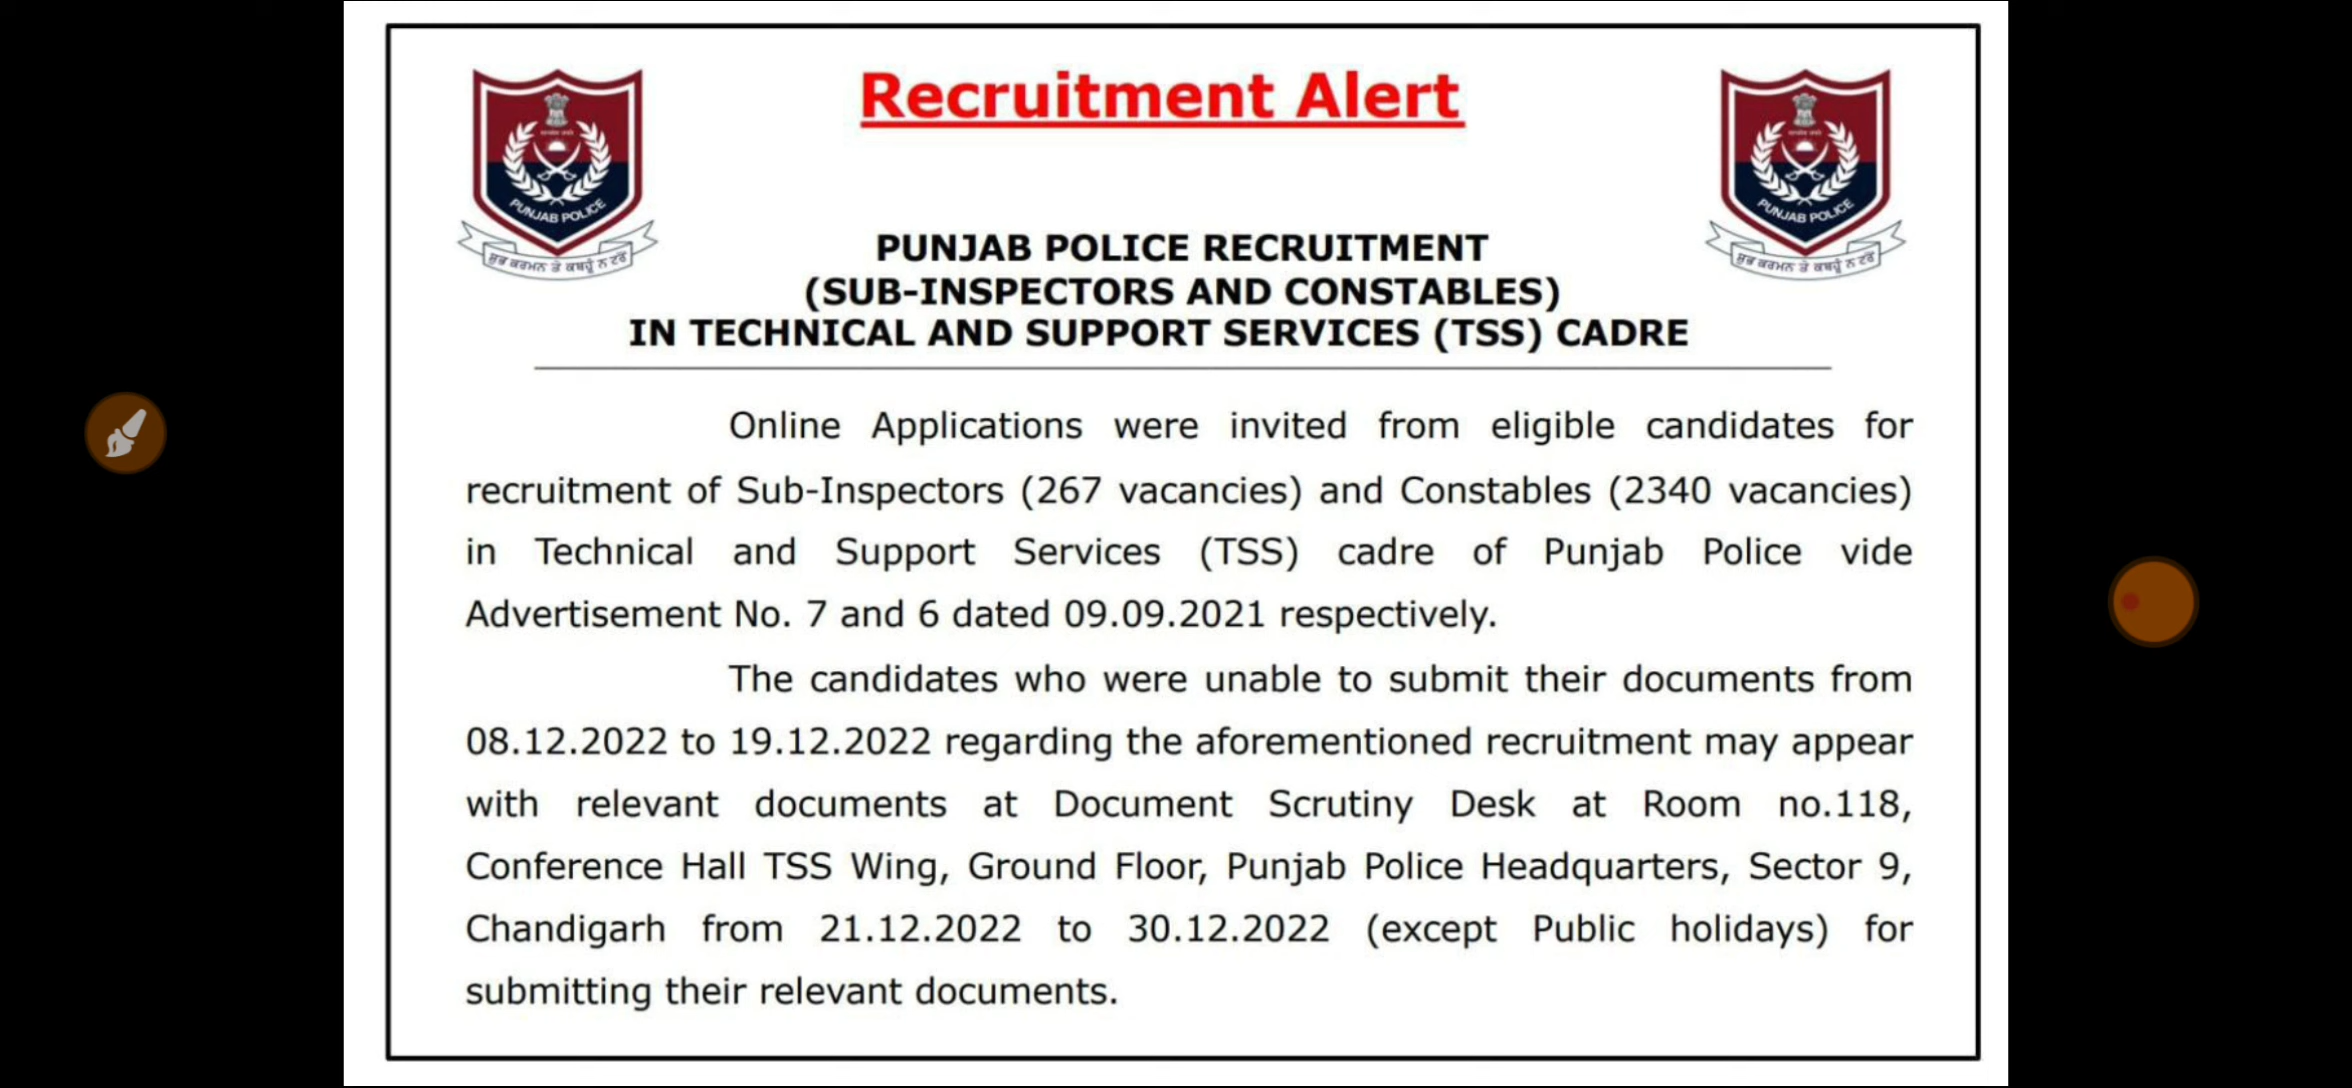 Recruitment Alert
PUNJAB POLICE
ਸ਼ੁਭ ਕਰਮਨ ਤੇ ਕਬਹੂੰ ਨ ਟਰੋਂ
PUNJAB POLICE
ਸ਼ੁਭ ਕਰਮਨ ਤੇ ਕਬਹੂੰ ਨ ਟਰੋਂ
PUNJAB POLICE RECRUITMENT
(SUB-INSPECTORS AND CONSTABLES)
IN TECHNICAL AND SUPPORT SERVICES (TSS) CADRE
Online Applications were invited from eligible candidates for
recruitment of Sub-Inspectors (267 vacancies) and Constables (2340 vacancies)
in Technical and Support Services (TSS) cadre of Punjab Police vide
Advertisement No. 7 and 6 dated 09.09.2021 respectively.
The candidates who were unable to submit their documents from
08.12.2022 to 19.12.2022 regarding the aforementioned recruitment may appear
with relevant documents at Document Scrutiny Desk at Room no.118,
Conference Hall TSS Wing, Ground Floor, Punjab Police Headquarters, Sector 9,
Chandigarh from 21.12.2022 to 30.12.2022 (except Public holidays) for
submitting their relevant documents.